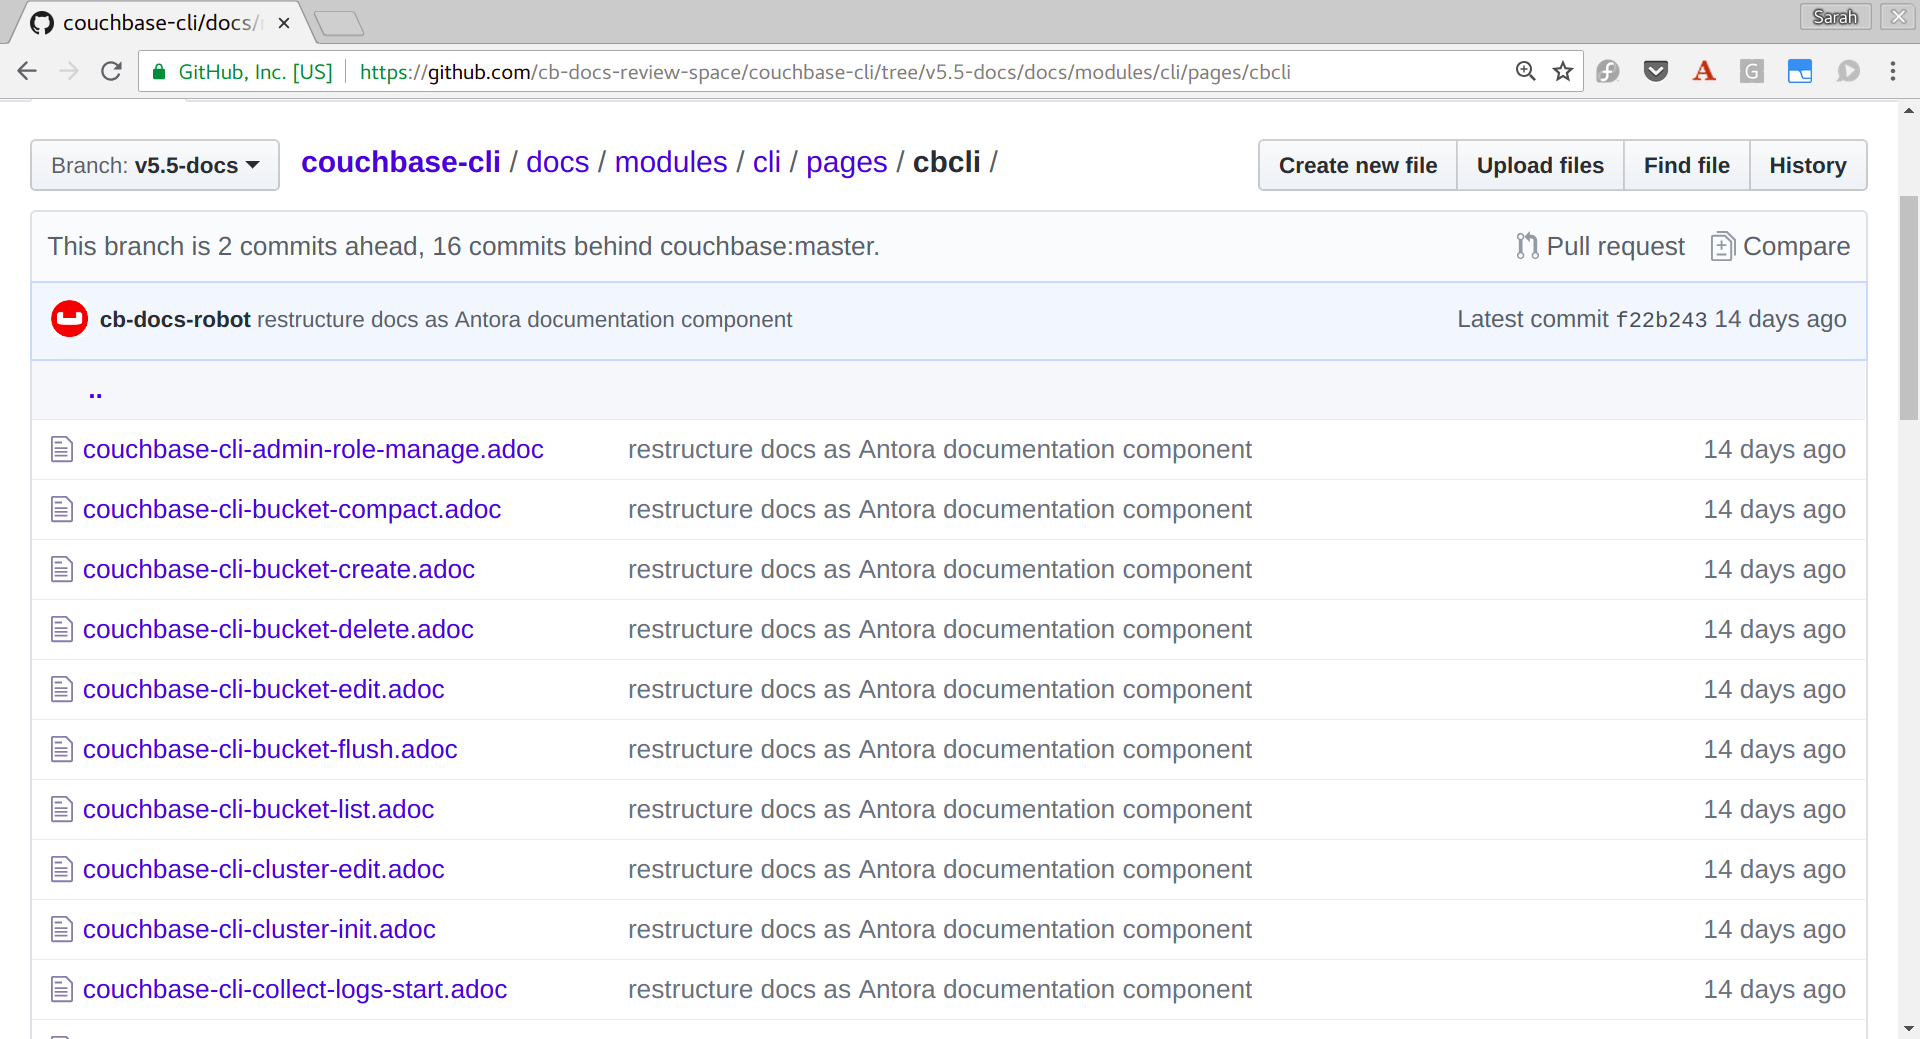 couchbase-cli/docs/
Sarah
GitHub, Inc. [US] https://github.com/cb-docs-review-space/couchbase-cli/tree/v5.5-docs/docs/modules/cli/pages/cbcli
Branch: v5.5-docs couchbase-cli / docs / modules / cli / pages / cbcli / Create new file Upload files Find file History
This branch is 2 commits ahead, 16 commits behind couchbase:master. Pull request Compare
cb-docs-robot restructure docs as Antora documentation component Latest commit f22b243 14 days ago
..
couchbase-cli-admin-role-manage.adoc restructure docs as Antora documentation component 14 days ago
couchbase-cli-bucket-compact.adoc restructure docs as Antora documentation component 14 days ago
couchbase-cli-bucket-create.adoc restructure docs as Antora documentation component 14 days ago
couchbase-cli-bucket-delete.adoc restructure docs as Antora documentation component 14 days ago
couchbase-cli-bucket-edit.adoc restructure docs as Antora documentation component 14 days ago
couchbase-cli-bucket-flush.adoc restructure docs as Antora documentation component 14 days ago
couchbase-cli-bucket-list.adoc restructure docs as Antora documentation component 14 days ago
couchbase-cli-cluster-edit.adoc restructure docs as Antora documentation component 14 days ago
couchbase-cli-cluster-init.adoc restructure docs as Antora documentation component 14 days ago
couchbase-cli-collect-logs-start.adoc restructure docs as Antora documentation component 14 days ago